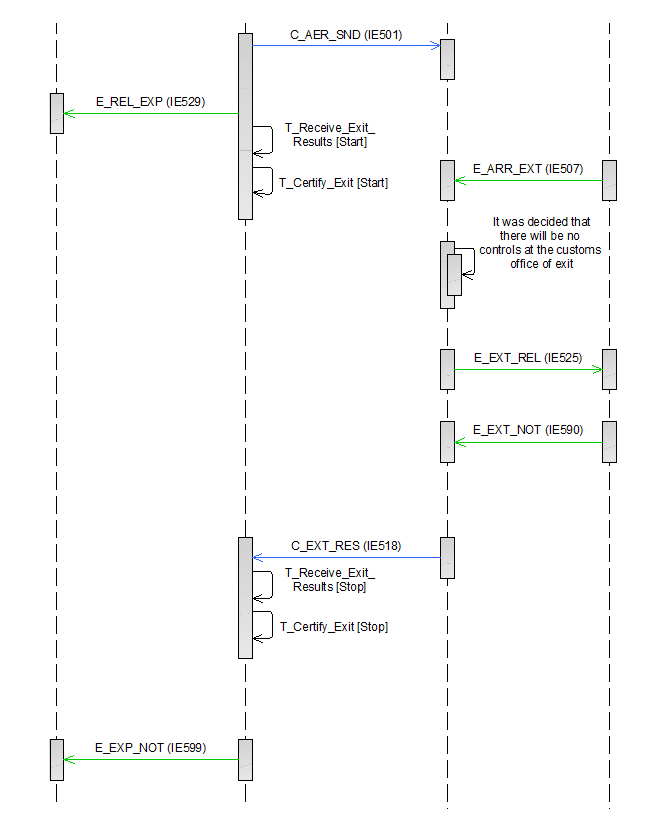 C_AER_SND (IE501)
E_REL_EXP (IE529)
T_Receive_Exit_
Results [Start]
E_ARR_EXT (IE507)
T_Certify_Exit [Start]
It was decided that
there will be no
controls at the customs
office of exit
E_EXT_REL (IE525)
E_EXT_NOT (IE590)
C_EXT_RES (IE518)
T_Receive_Exit_
Results [Stop]
T_Certify_Exit [Stop]
E_EXP_NOT (IE599)